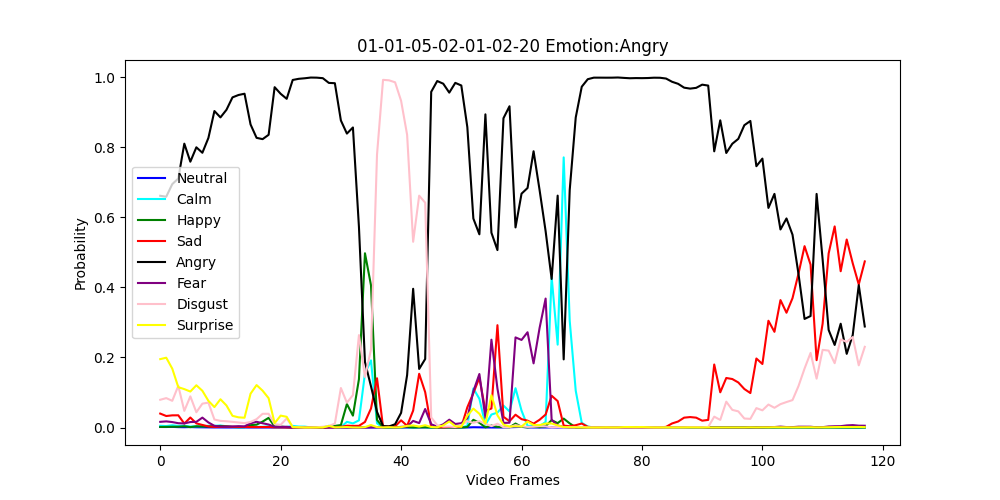 01-01-05-02-01-02-20 Emotion:Angry
Probability
1.0
0.8
0.6
0.4
0.2
0.0
Neutral
Calm
Happy
Sad
Angry
Fear
Disgust
Surprise
0 20 40 60 80 100 120
Video Frames